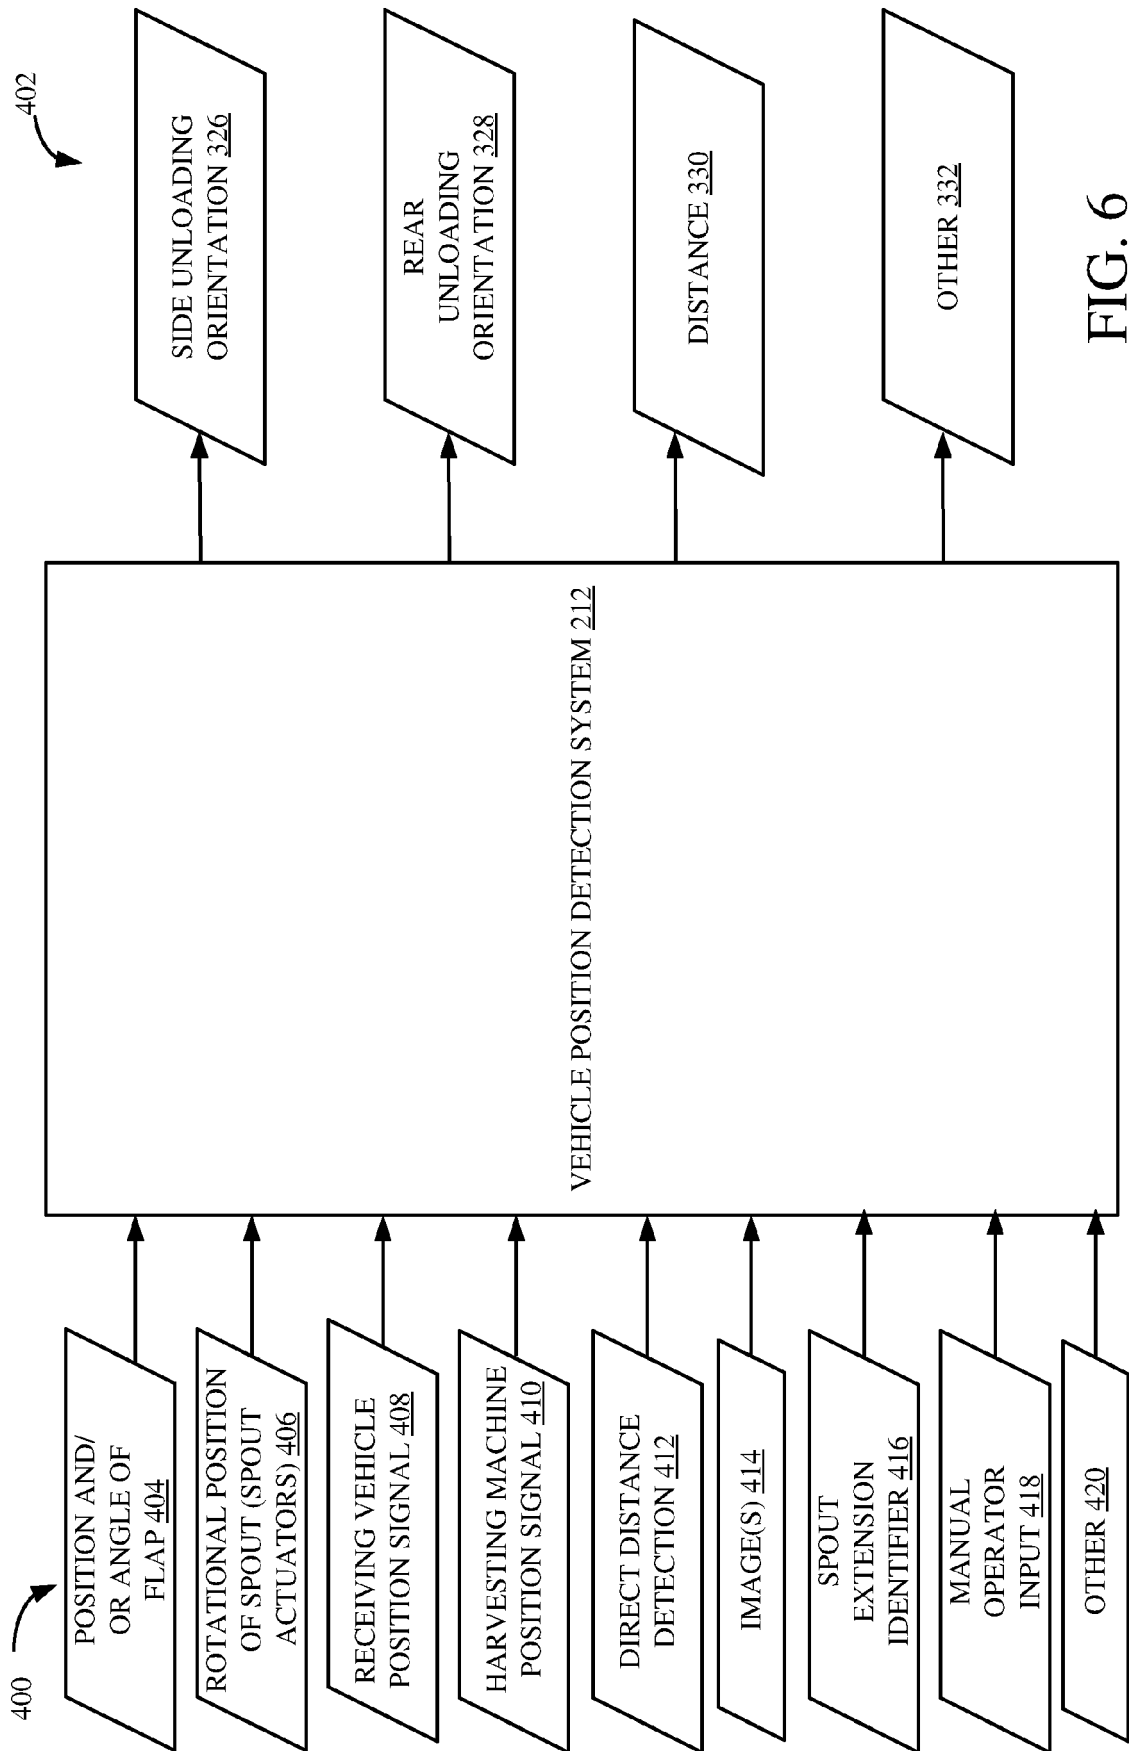 400
POSITION AND/
OR ANGLE OF
FLAP 404
ROTATIONAL POSITION
OF SPOUT (SPOUT
ACTUATORS) 406
RECEIVING VEHICLE
POSITION SIGNAL 408
HARVESTING MACHINE
POSITION SIGNAL 410
DIRECT DISTANCE
DETECTION 412
IMAGE(S) 414
SPOUT
EXTENSION
IDENTIFIER 416
MANUAL
OPERATOR
INPUT 418
OTHER 420
VEHICLE POSITION DETECTION SYSTEM 212
402
SIDE UNLOADING
ORIENTATION 326
REAR
UNLOADING
ORIENTATION 328
DISTANCE 330
OTHER 332
FIG. 6